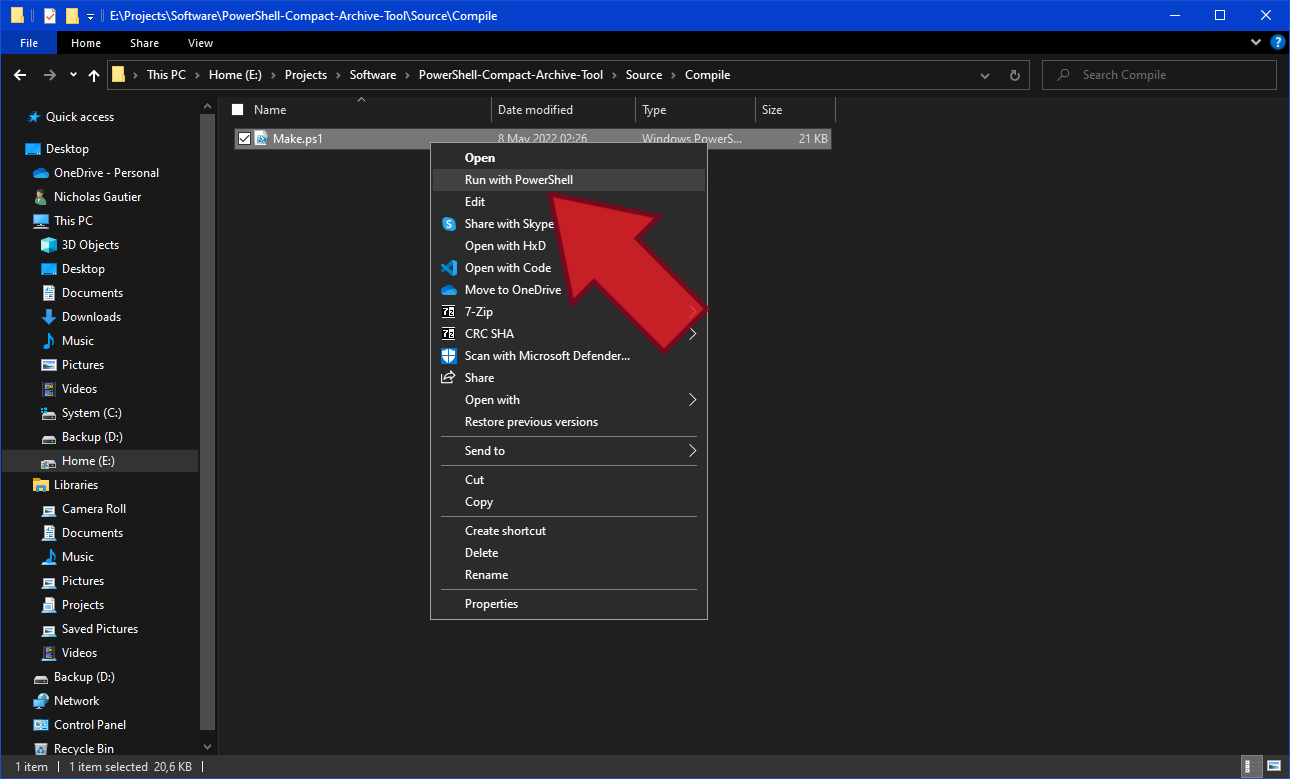 E:\Projects\Software\PowerShell-Compact-Archive-Tool\Source\Compile
File Home Share View
This PC Home (E:) Projects Software PowerShell-Compact-Archive-Tool Source Compile
Search Compile
Name Date modified Type Size
Make.ps1 8 May 2022 02:26 Windows PowerS... 21 KB
Quick access
Desktop
OneDrive - Personal
Nicholas Gautier
This PC
3D Objects
Desktop
Documents
Downloads
Music
Pictures
Videos
System (C:)
Backup (D:)
Home (E:)
Libraries
Camera Roll
Documents
Music
Pictures
Projects
Saved Pictures
Videos
Backup (D:)
Network
Control Panel
Recycle Bin
Open
Run with PowerShell
Edit
Share with Skype
Open with HxD
Open with Code
Move to OneDrive
7-Zip
CRC SHA
Scan with Microsoft Defender...
Share
Open with
Restore previous versions
Send to
Cut
Copy
Create shortcut
Delete
Rename
Properties
1 item 1 item selected 20,6 KB